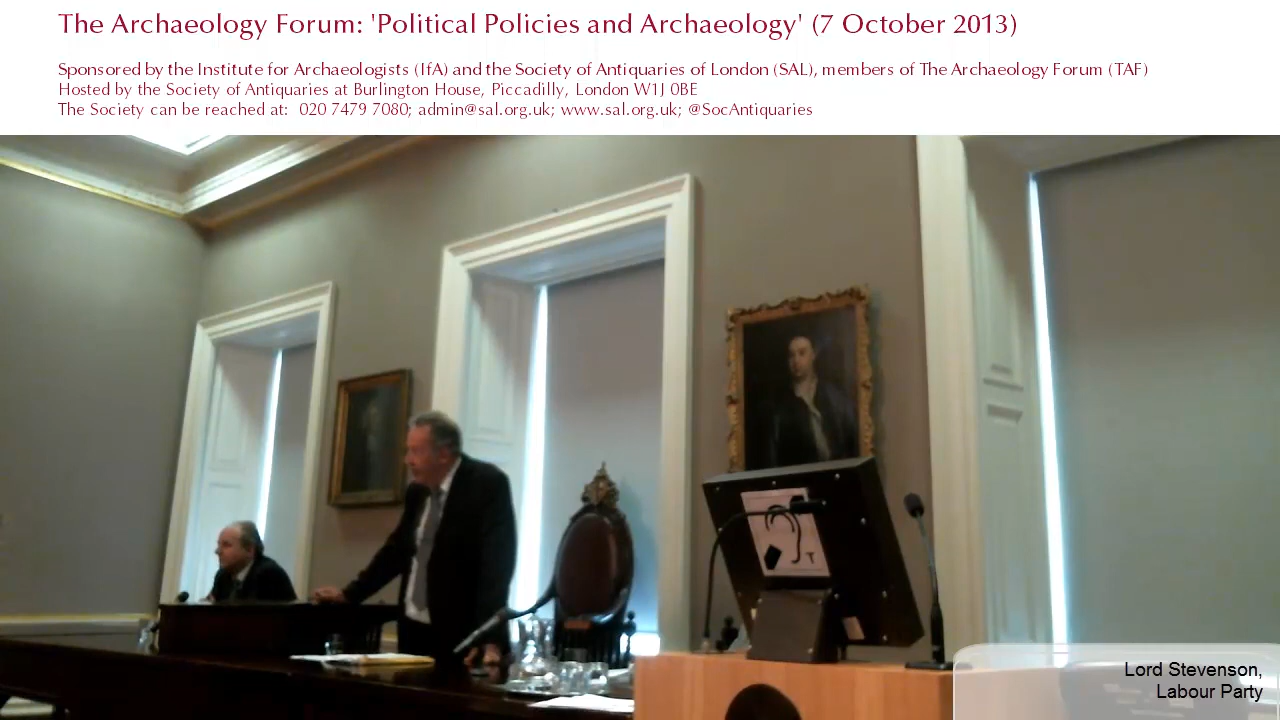 The Archaeology Forum: 'Political Policies and Archaeology' (7 October 2013)
Sponsored by the Institute for Archaeologists (IfA) and the Society of Antiquaries of London (SAL), members of The Archaeology Forum (TAF)
Hosted by the Society of Antiquaries at Burlington House, Piccadilly, London W1J 0BE
The Society can be reached at: 020 7479 7080; admin@sal.org.uk; www.sal.org.uk; @SocAntiquaries
T
Lord Stevenson,
Labour Party